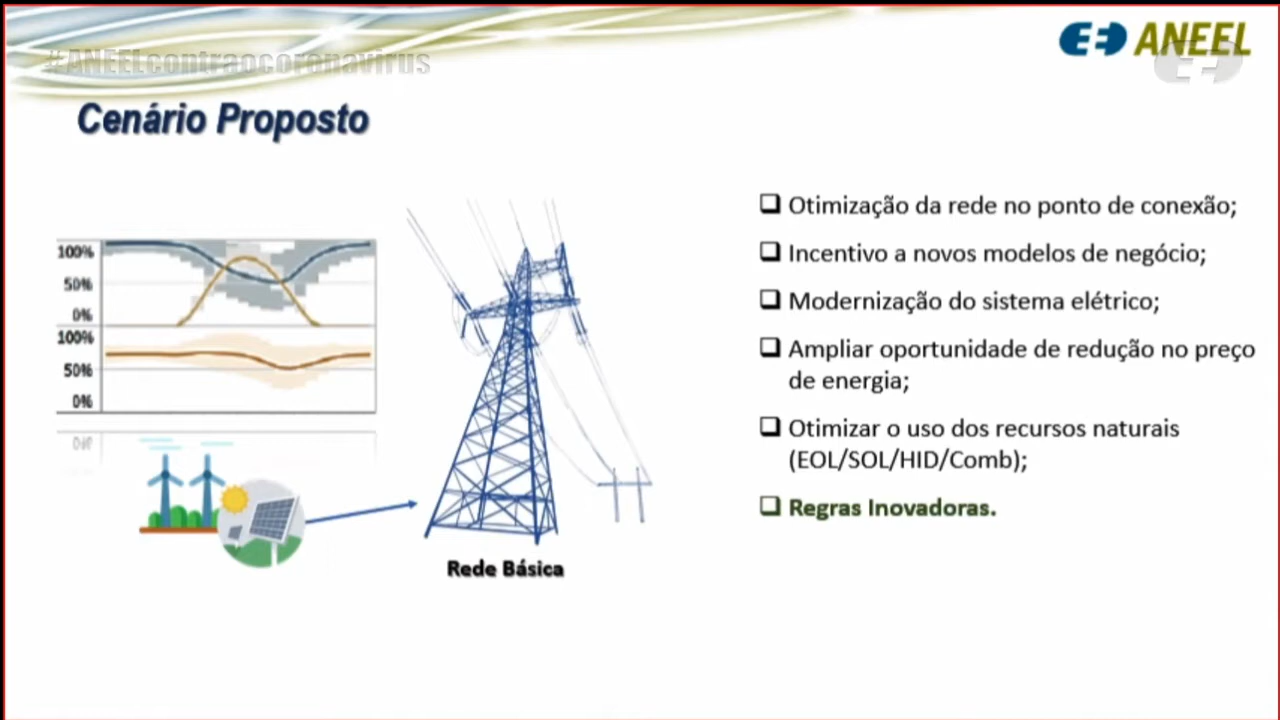 #ANEELcontraocoronavirus
ANEEL
Cenário Proposto
100%
50%
0%
100%
50%
0%
0%
Rede Básica
Otimização da rede no ponto de conexão;
Incentivo a novos modelos de negócio;
Modernização do sistema elétrico;
Ampliar oportunidade de redução no preço
de energia;
Otimizar o uso dos recursos naturais
(EOL/SOL/HID/Comb);
Regras Inovadoras.